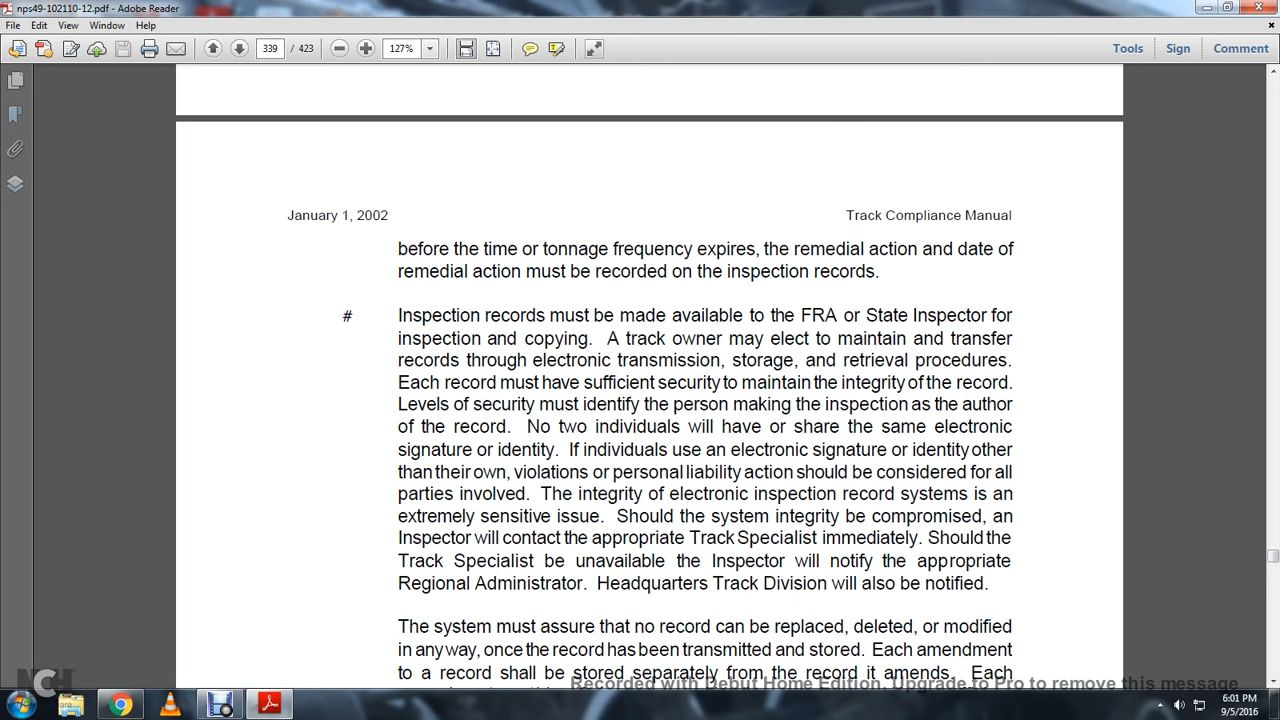 nps49-102110-12.pdf - Adobe Reader
File Edit View Window Help
339 / 423 127% Tools Sign Comment
January 1, 2002 Track Compliance Manual
before the time or tonnage frequency expires, the remedial action and date of
remedial action must be recorded on the inspection records.
# Inspection records must be made available to the FRA or State Inspector for
inspection and copying. A track owner may elect to maintain and transfer
records through electronic transmission, storage, and retrieval procedures.
Each record must have sufficient security to maintain the integrity of the record.
Levels of security must identify the person making the inspection as the author
of the record. No two individuals will have or share the same electronic
signature or identity. If individuals use an electronic signature or identity other
than their own, violations or personal liability action should be considered for all
parties involved. The integrity of electronic inspection record systems is an
extremely sensitive issue. Should the system integrity be compromised, an
Inspector will contact the appropriate Track Specialist immediately. Should the
Track Specialist be unavailable the Inspector will notify the appropriate
Regional Administrator. Headquarters Track Division will also be notified.
The system must assure that no record can be replaced, deleted, or modified
in any way, once the record has been transmitted and stored. Each amendment
to a record shall be stored separately from the record it amends. Each
Recorded with Debut Home Edition. Upgrade to Pro to remove this message
NCH
6:01 PM
9/5/2016